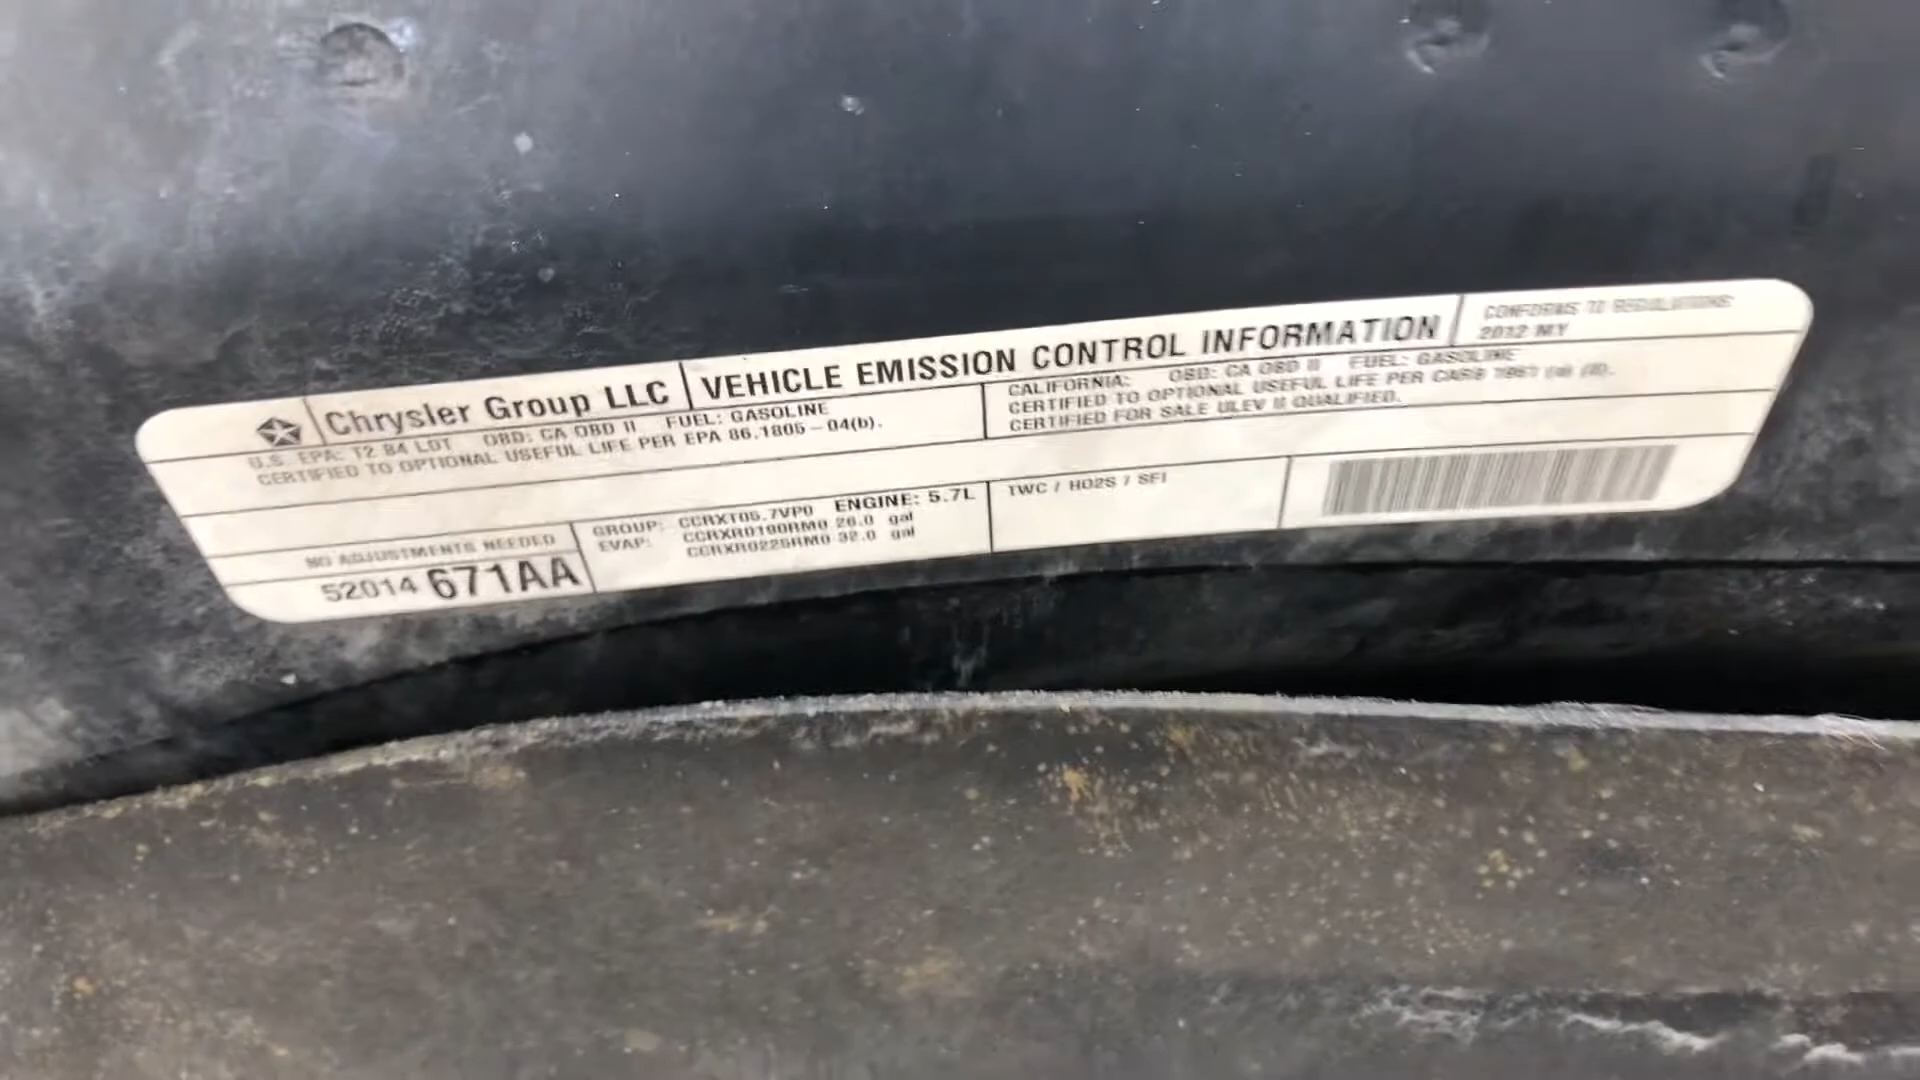 Chrysler Group LLC
VEHICLE EMISSION CONTROL INFORMATION
CONFORMS TO REGULATIONS:
2012 MY
U.S. EPA: T2 B4 LDT OBD: CA OBD II FUEL: GASOLINE
CERTIFIED TO OPTIONAL USEFUL LIFE PER EPA 86.1805-04(b).
CALIFORNIA: OBD: CA OBD II FUEL: GASOLINE
CERTIFIED TO OPTIONAL USEFUL LIFE PER CARB 1961
CERTIFIED FOR SALE ULEV II QUALIFIED.
NO ADJUSTMENTS NEEDED
52014 671AA
GROUP: CCRXT05.7VP0 ENGINE: 5.7L
EVAP: CCRXR0190RM0 26.0 gal
CCRXR0225RM0 32.0 gal
TWC / HO2S / SFI